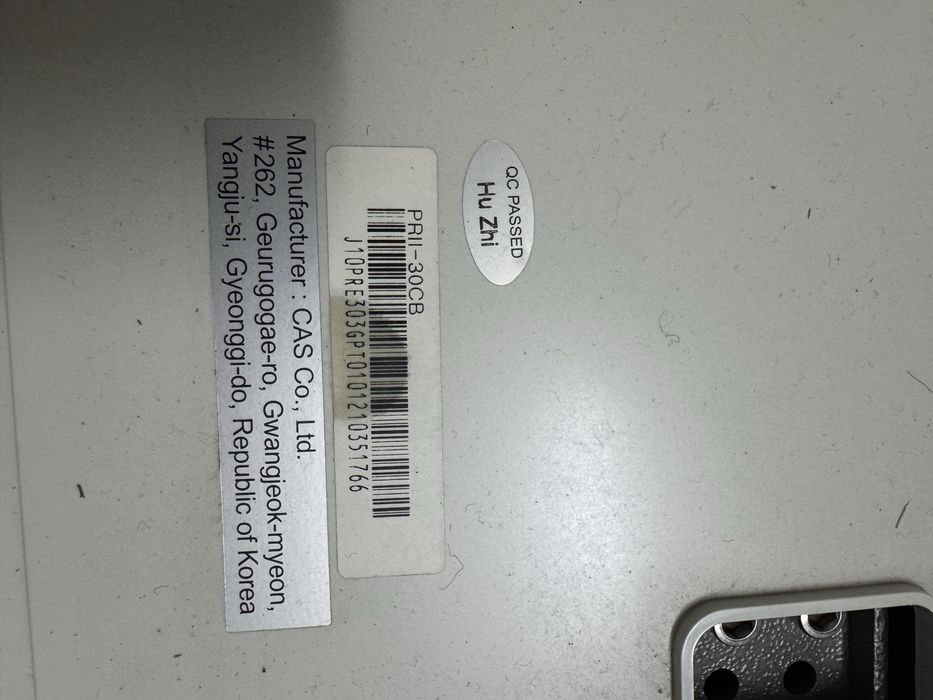 QC PASSED
Hu Zhi
PRII-30CB
J10PRE303GPT0101210351766
Manufacturer : CAS Co., Ltd.
#262, Geurugogae-ro, Gwangjeok-myeon,
Yangju-si, Gyeonggi-do, Republic of Korea